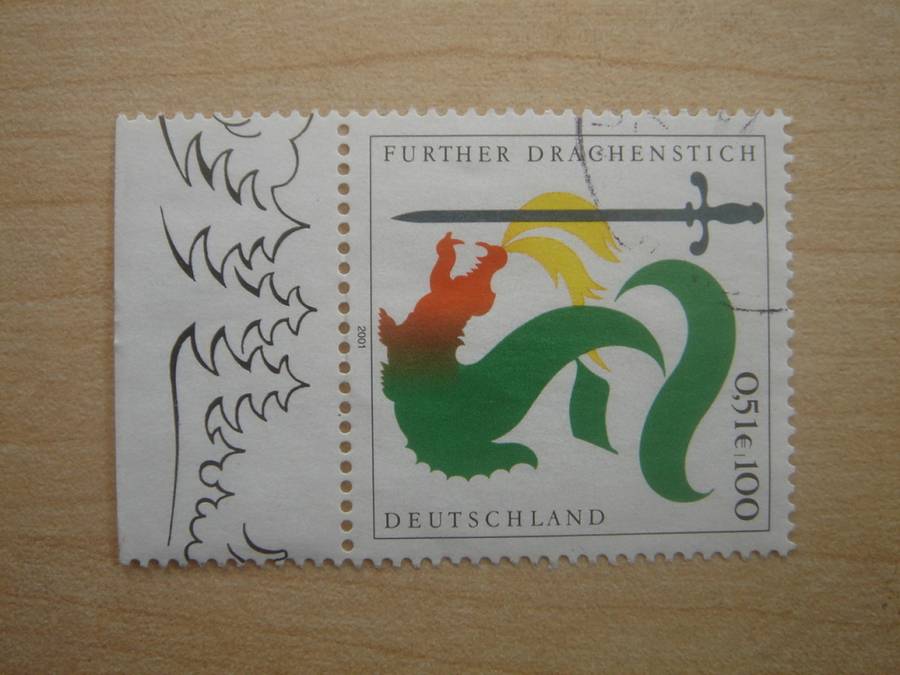 FURTHER DRACHENSTICH
2001
0,51€ 100
DEUTSCHLAND